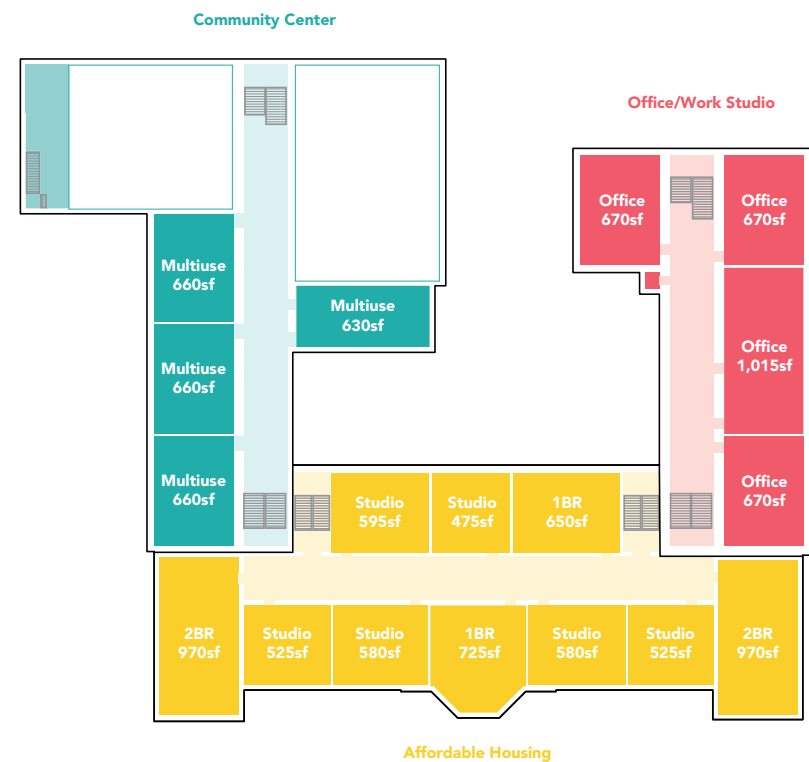 Community Center
Office/Work Studio
Office
670sf
Office
670sf
Multiuse
660sf
Multiuse
630sf
Office
1,015sf
Multiuse
660sf
Multiuse
660sf
Office
670sf
Studio
595sf
Studio
475sf
1BR
650sf
2BR
970sf
Studio
525sf
Studio
580sf
1BR
725sf
Studio
580sf
Studio
525sf
2BR
970sf
Affordable Housing